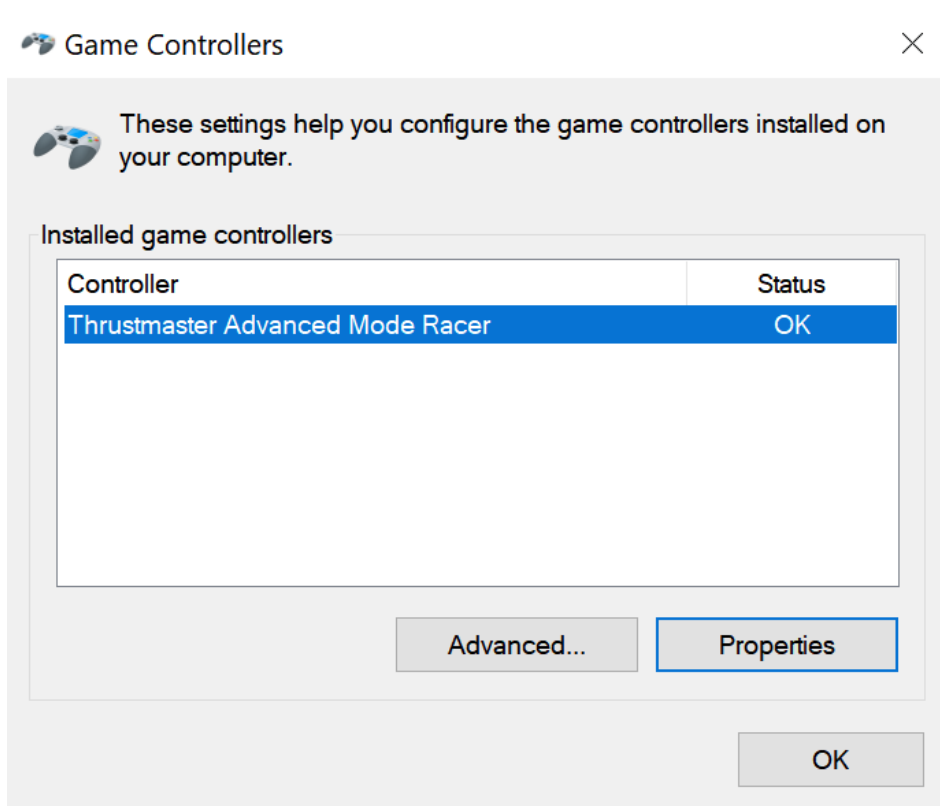 Game Controllers
These settings help you configure the game controllers installed on
your computer.
Installed game controllers
Controller Status
Thrustmaster Advanced Mode Racer OK
Advanced... Properties
OK